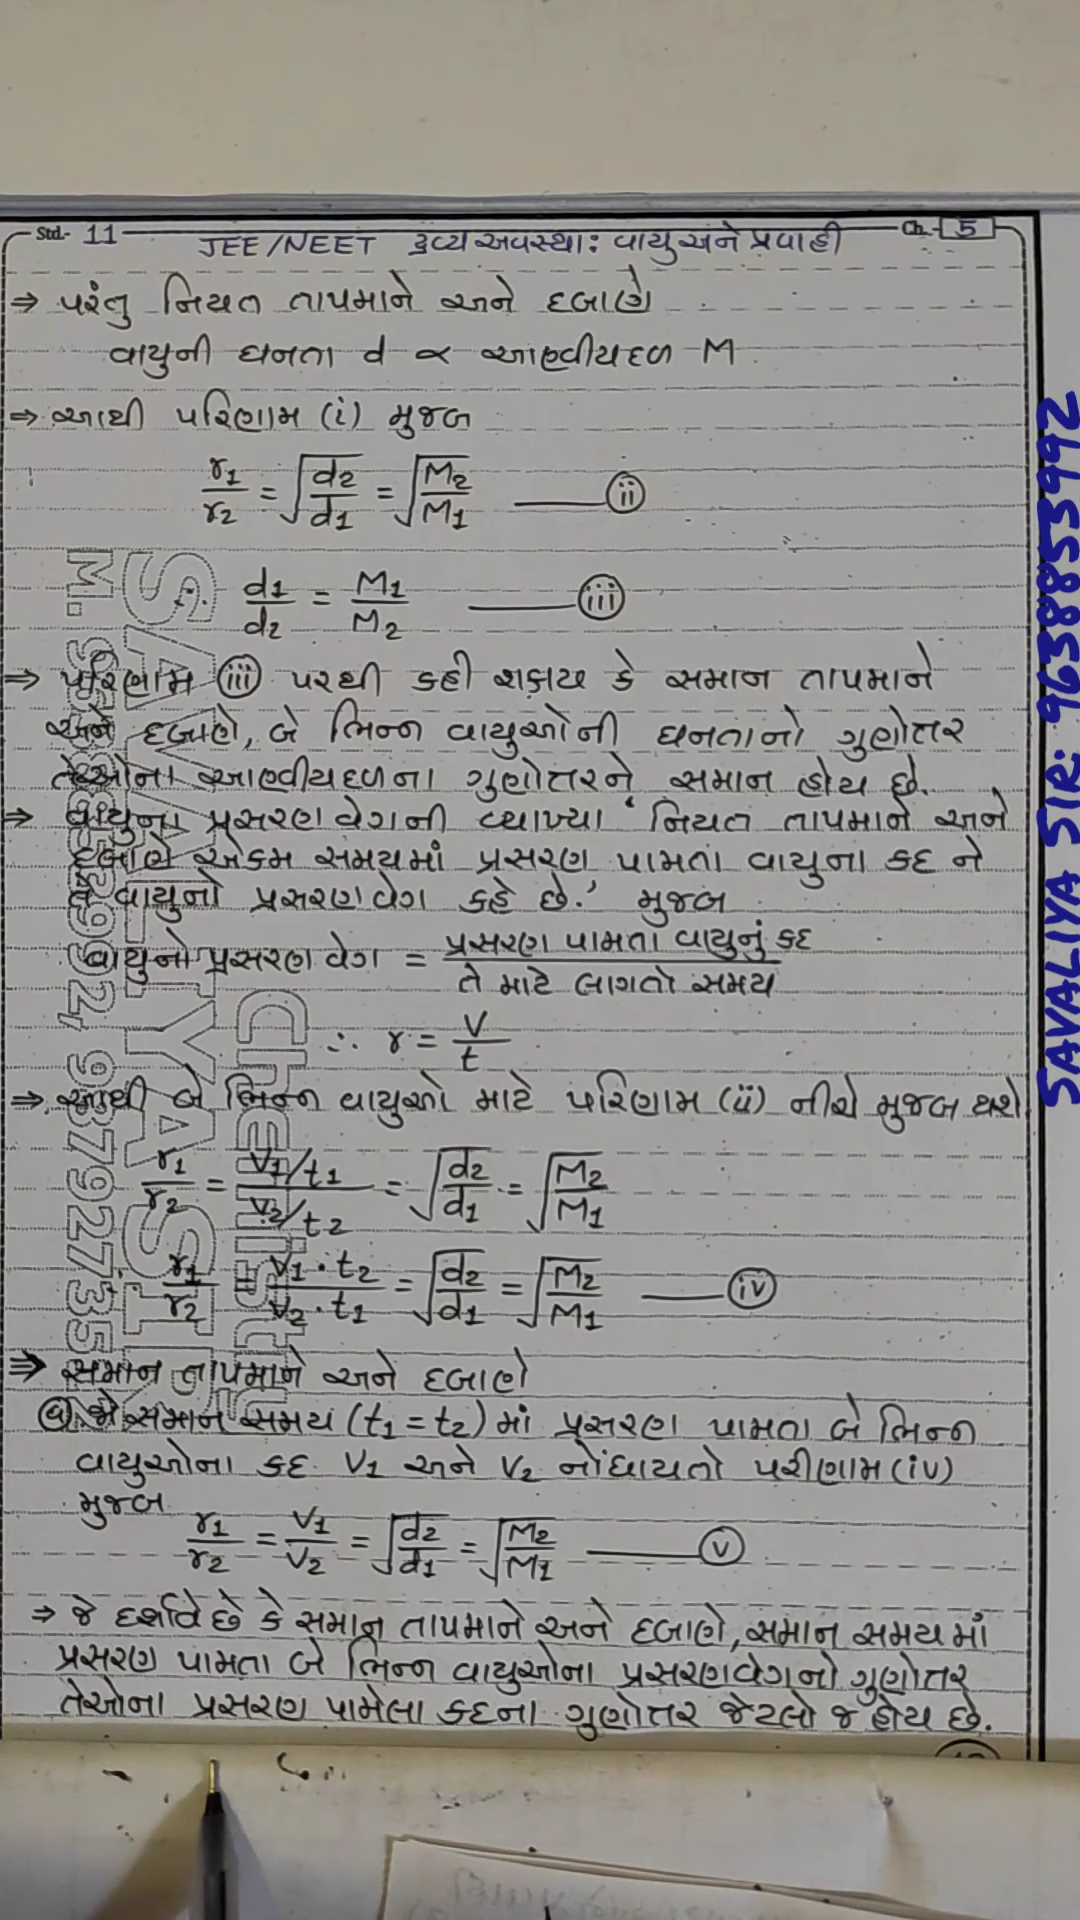 Std.- 11 JEE/NEET દ્રવ્ય અવસ્થા: વાયુ અને પ્રવાહી Ch.- 5
⇒ પરંતુ નિયત તાપમાને અને દબાણે
વાયુની ઘનતા d ∝ આણ્વીયદળ M
⇒ આથી પરિણામ (i) મુજબ
r₁/r₂ = √(d₂/d₁) = √(M₂/M₁) —— (ii)
d₁/d₂ = M₁/M₂ —— (iii)
⇒ પરિણામ (iii) પરથી કહી શકાય કે સમાન તાપમાને
અને દબાણે, બે ભિન્ન વાયુઓની ઘનતાનો ગુણોત્તર
તેઓના આણ્વીયદળના ગુણોત્તરને સમાન હોય છે.
⇒ વાયુના પ્રસરણ વેગની વ્યાખ્યા 'નિયત તાપમાને અને
દબાણે એકમ સમયમાં પ્રસરણ પામતા વાયુના કદ ને
તે વાયુનો પ્રસરણ વેગ કહે છે.' મુજબ
વાયુનો પ્રસરણ વેગ = પ્રસરણ પામતા વાયુનું કદ / તે માટે લાગતો સમય
∴ r = V/t
⇒ આથી બે ભિન્ન વાયુઓ માટે પરિણામ (ii) નીચે મુજબ થશે.
r₁/r₂ = (V₁/t₁)/(V₂/t₂) = √(d₂/d₁) = √(M₂/M₁)
r₁/r₂ = (V₁·t₂)/(V₂·t₁) = √(d₂/d₁) = √(M₂/M₁) —— (iv)
⇒ સમાન તાપમાને અને દબાણે
(a) જો સમાન સમય (t₁ = t₂) માં પ્રસરણ પામતા બે ભિન્ન
વાયુઓના કદ V₁ અને V₂ નોંધાયતો પરીણામ (iv)
મુજબ
r₁/r₂ = V₁/V₂ = √(d₂/d₁) = √(M₂/M₁) —— (v)
⇒ જે દર્શાવે છે કે સમાન તાપમાને અને દબાણે, સમાન સમય માં
પ્રસરણ પામતા બે ભિન્ન વાયુઓના પ્રસરણવેગનો ગુણોત્તર
તેઓના પ્રસરણ પામેલા કદના ગુણોત્તર જેટલો જ હોય છે.
SAVALIYA SIR: 9638853992